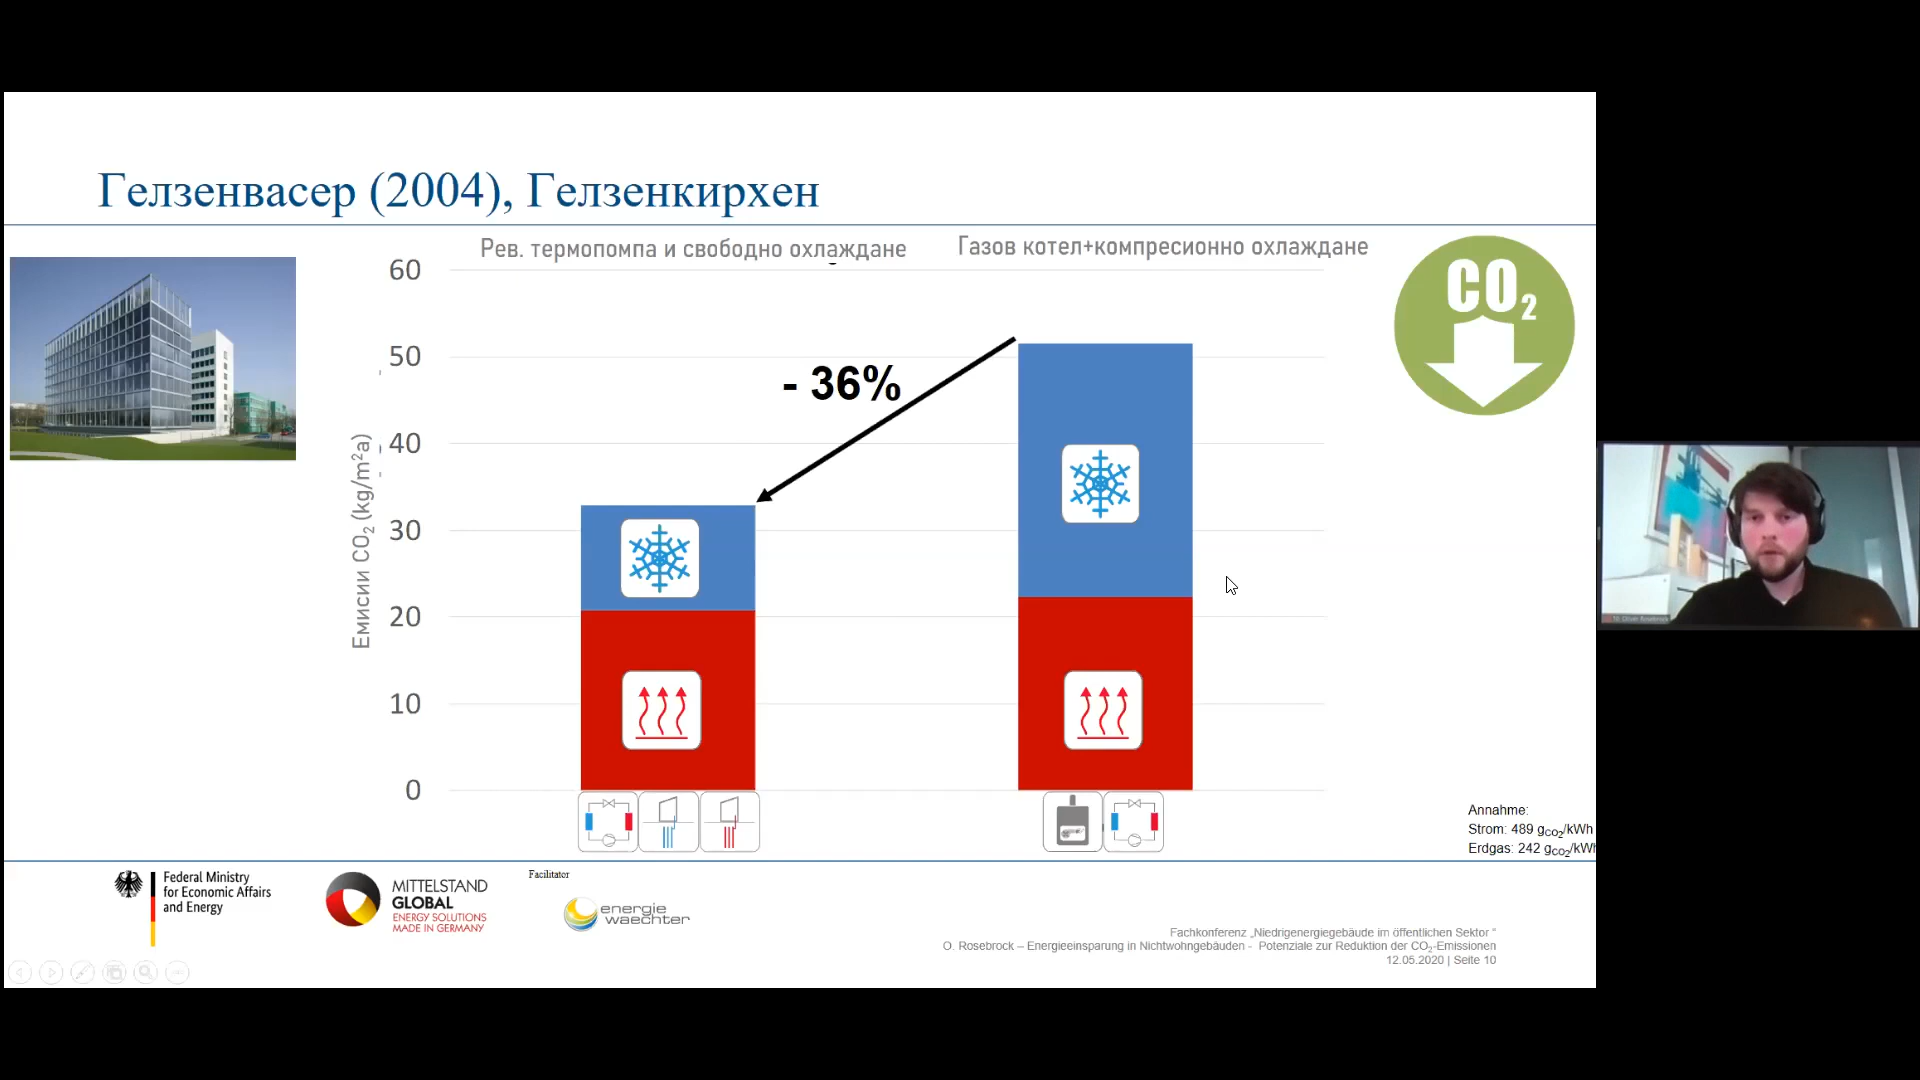 Гелзенвасер (2004), Гелзенкирхен
Рев. термопомпа и свободно охлаждане
Газов котел+компресионно охлаждане
CO2
60
50
40
30
20
10
0
Емисии CO2 (kg/m²a)
- 36%
Annahme:
Strom: 489 gCO2/kWh
Erdgas: 242 gCO2/kWh
Federal Ministry
for Economic Affairs
and Energy
MITTELSTAND
GLOBAL
ENERGY SOLUTIONS
MADE IN GERMANY
Facilitator
energie
waechter
Fachkonferenz „Niedrigenergiegebäude im öffentlichen Sektor “
O. Rosebrock – Energieeinsparung in Nichtwohngebäuden - Potenziale zur Reduktion der CO2-Emissionen
12.05.2020 | Seite 10